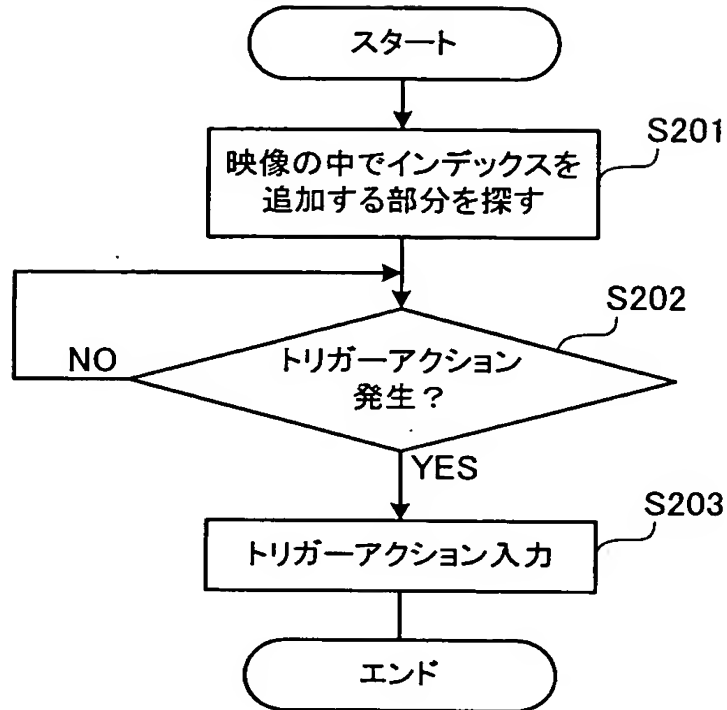 スタート
S201
映像の中でインデックスを
追加する部分を探す
S202
NO
トリガーアクション
発生？
YES
S203
トリガーアクション入力
エンド